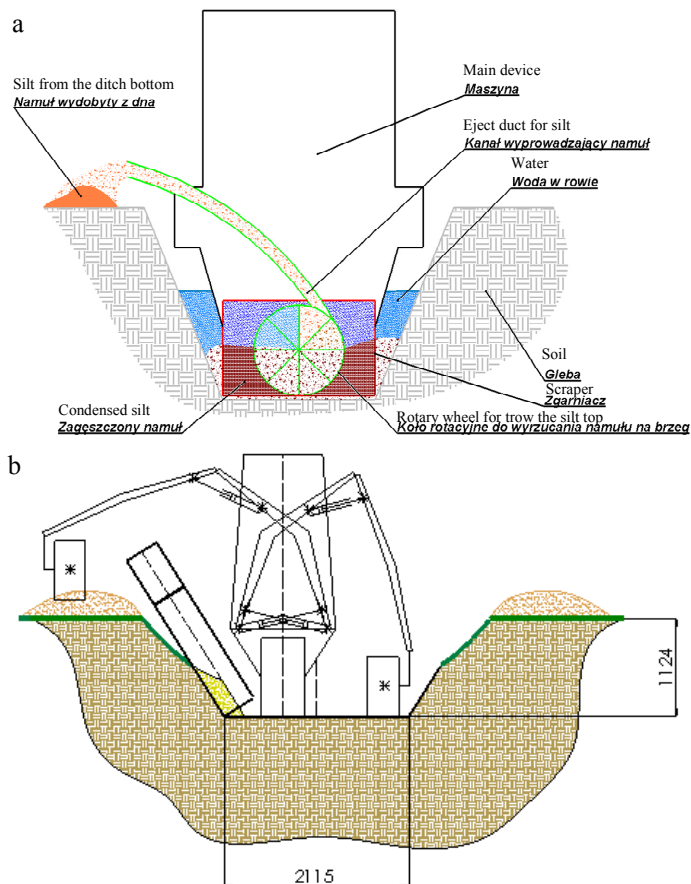 a
Silt from the ditch bottom
Namuł wydobyty z dna
Main device
Maszyna
Eject duct for silt
Kanał wyprowadzający namuł
Water
Woda w rowie
Soil
Gleba
Scraper
Zgarniacz
Condensed silt
Zagęszczony namuł
Rotary wheel for trow the silt top
Koło rotacyjne do wyrzucania namułu na brzeg
b
1124
2115